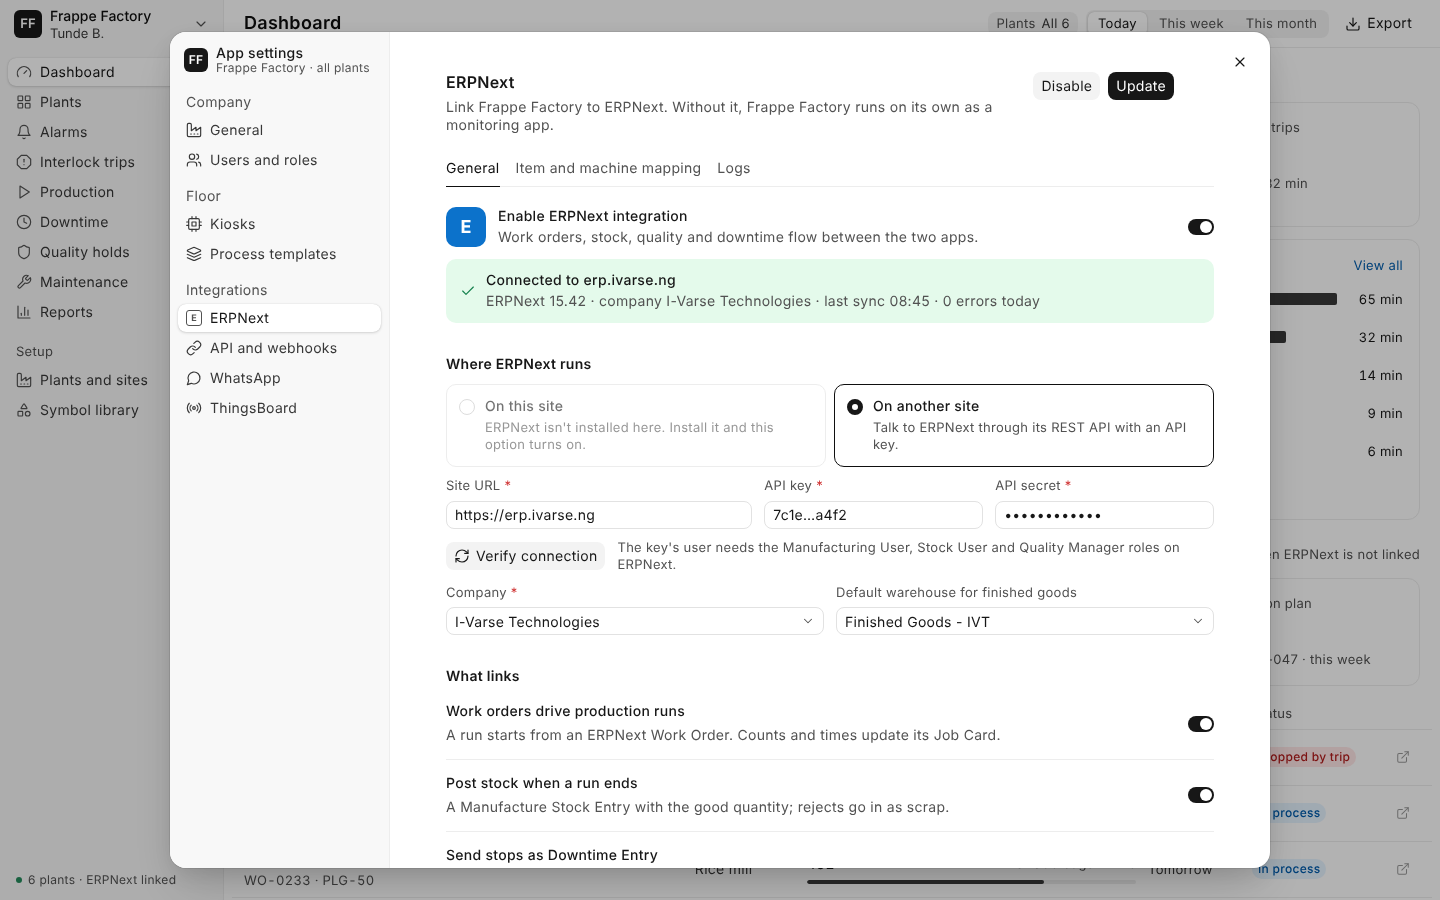 FF
Frappe Factory
Tunde B.
Dashboard
Plants All 6
Today
This week
This month
Export
Dashboard
Plants
Alarms
Interlock trips
Production
Downtime
Quality holds
Maintenance
Reports
Setup
Plants and sites
Symbol library
6 plants · ERPNext linked
FF
App settings
Frappe Factory · all plants
Company
General
Users and roles
Floor
Kiosks
Process templates
Integrations
E
ERPNext
API and webhooks
WhatsApp
ThingsBoard
ERPNext
Disable
Update
Link Frappe Factory to ERPNext. Without it, Frappe Factory runs on its own as a
monitoring app.
General
Item and machine mapping
Logs
E
Enable ERPNext integration
Work orders, stock, quality and downtime flow between the two apps.
Connected to erp.ivarse.ng
ERPNext 15.42 · company I-Varse Technologies · last sync 08:45 · 0 errors today
Where ERPNext runs
On this site
ERPNext isn't installed here. Install it and this
option turns on.
On another site
Talk to ERPNext through its REST API with an API
key.
Site URL *
API key *
API secret *
https://erp.ivarse.ng
7c1e...a4f2
••••••••••••
Verify connection
The key's user needs the Manufacturing User, Stock User and Quality Manager roles on
ERPNext.
Company *
Default warehouse for finished goods
I-Varse Technologies
Finished Goods - IVT
What links
Work orders drive production runs
A run starts from an ERPNext Work Order. Counts and times update its Job Card.
Post stock when a run ends
A Manufacture Stock Entry with the good quantity; rejects go in as scrap.
Send stops as Downtime Entry
trips
32 min
View all
65 min
32 min
14 min
9 min
6 min
ERPNext is not linked
plan
-047 · this week
by trip
process
In process
WO-0233 · PLG-50
Rice mill
Tomorrow